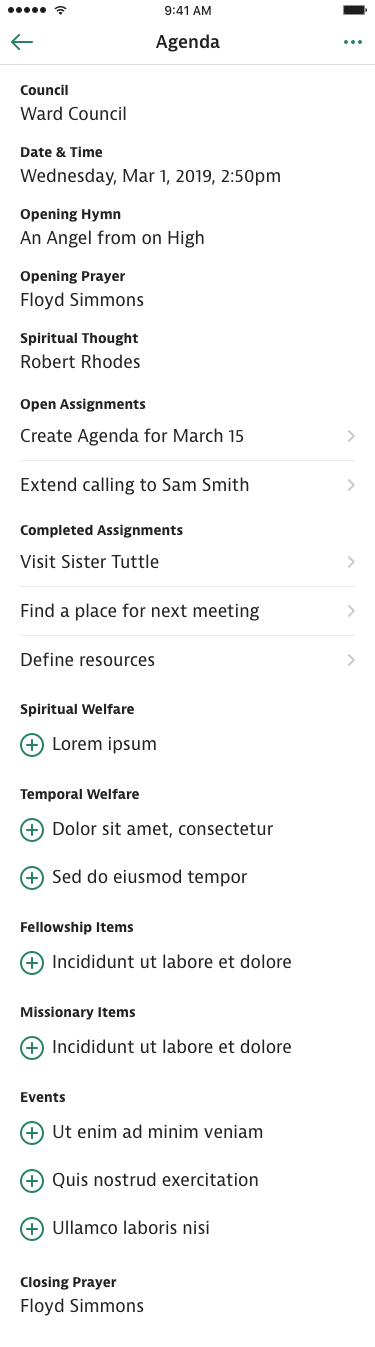 9:41 AM
Agenda
Council
Ward Council
Date & Time
Wednesday, Mar 1, 2019, 2:50pm
Opening Hymn
An Angel from on High
Opening Prayer
Floyd Simmons
Spiritual Thought
Robert Rhodes
Open Assignments
Create Agenda for March 15
Extend calling to Sam Smith
Completed Assignments
Visit Sister Tuttle
Find a place for next meeting
Define resources
Spiritual Welfare
Lorem ipsum
Temporal Welfare
Dolor sit amet, consectetur
Sed do eiusmod tempor
Fellowship Items
Incididunt ut labore et dolore
Missionary Items
Incididunt ut labore et dolore
Events
Ut enim ad minim veniam
Quis nostrud exercitation
Ullamco laboris nisi
Closing Prayer
Floyd Simmons